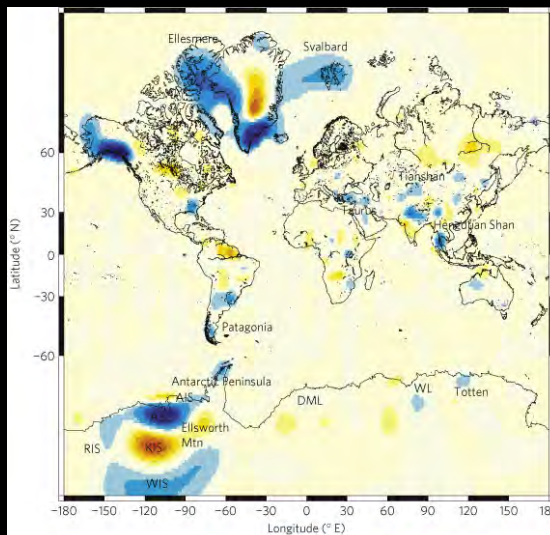 Ellesmere
Svalbard
60
Tianshan
30
Taurus
Hengduan Shan
0
Latitude (° N)
−30
Patagonia
−60
Antarctic Peninsula
AIS
DML
WL
Totten
Ellsworth
Mtn
RIS
KIS
WIS
−180 −150 −120 −90 −60 −30 0 30 60 90 120 150 180
Longitude (° E)